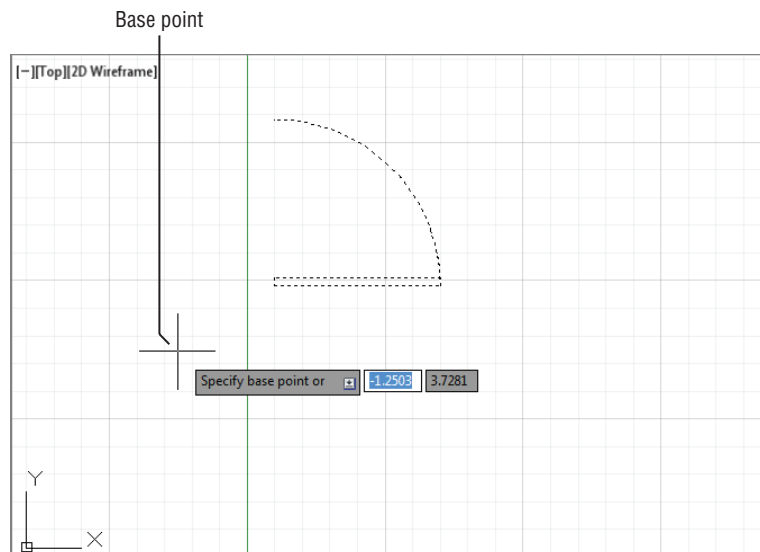 Base point
[−][Top][2D Wireframe]
Specify base point or -1.2503 3.7281
Y
X